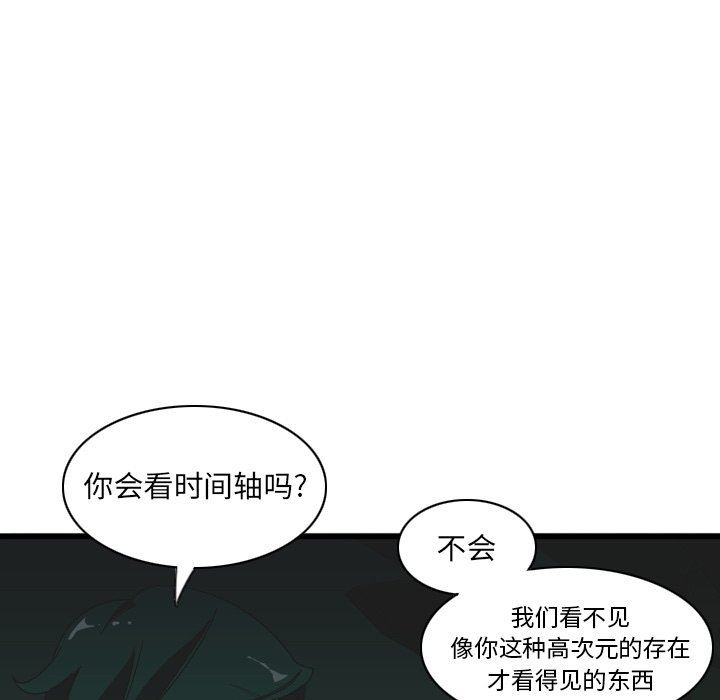 你会看时间轴吗?
不会
我们看不见
像你这种高次元的存在
才看得见的东西